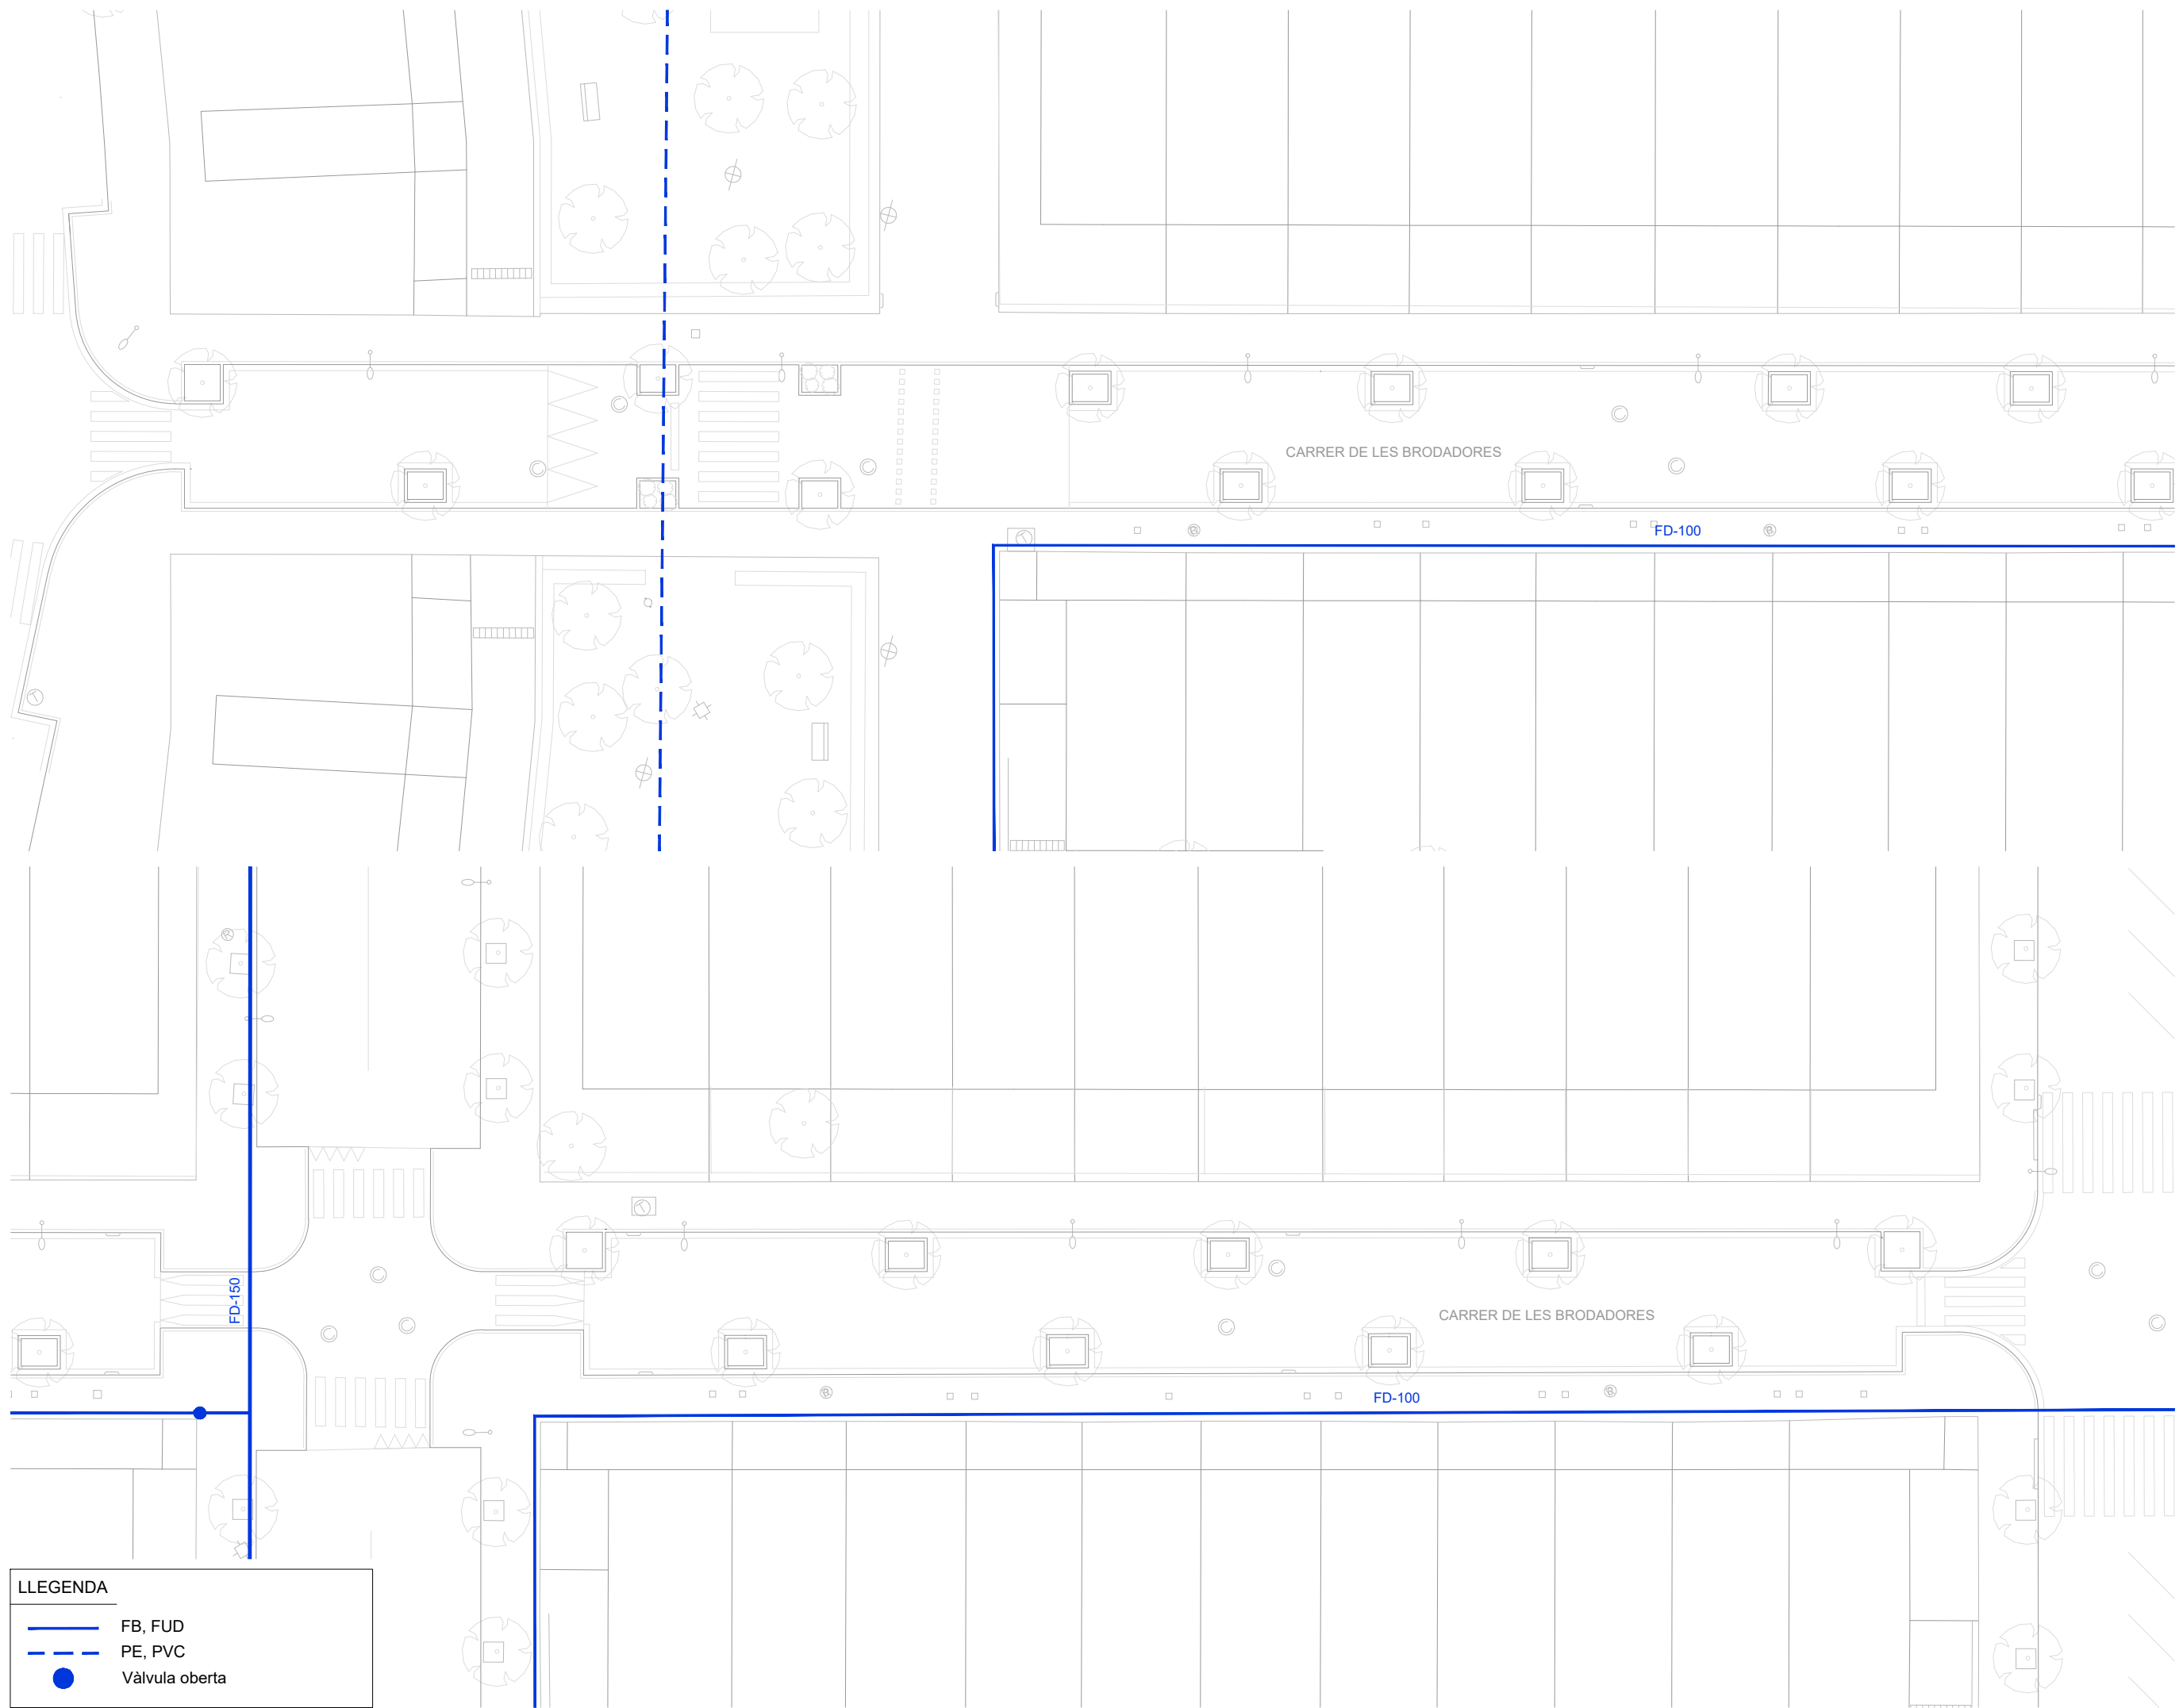 CARRER DE LES BRODADORES
FD-100
FD-150
CARRER DE LES BRODADORES
FD-100
LLEGENDA
FB, FUD
PE, PVC
Vàlvula oberta